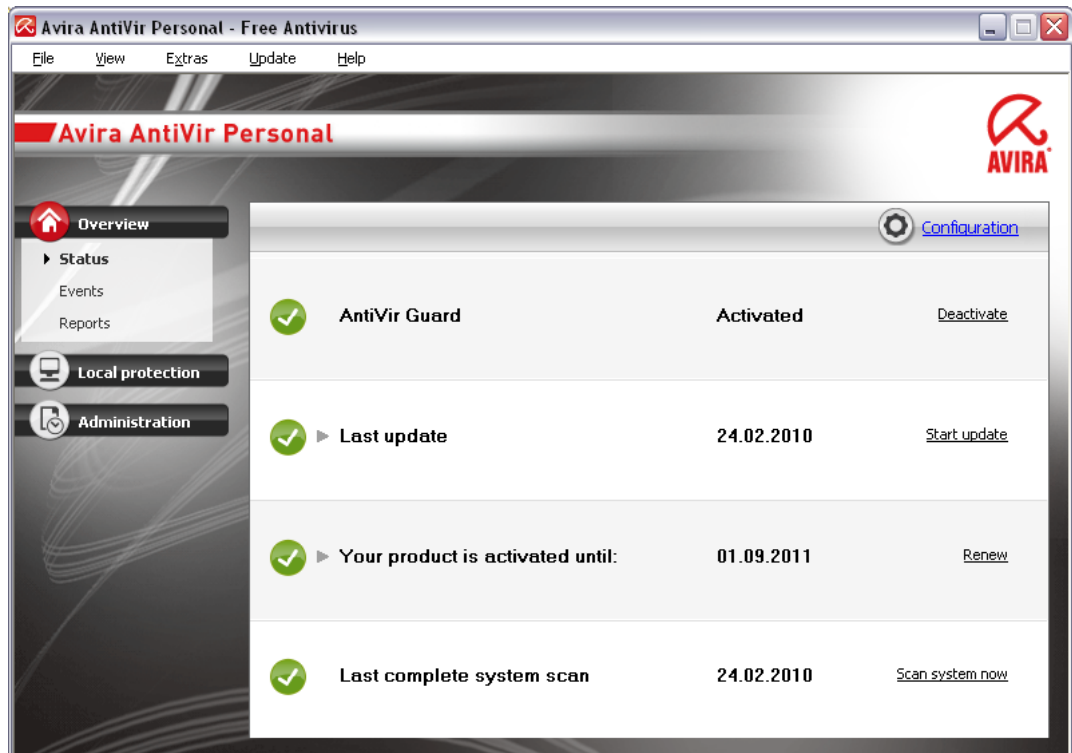 Avira AntiVir Personal - Free Antivirus
File View Extras Update Help
Avira AntiVir Personal
AVIRA
Overview
Status
Events
Reports
Local protection
Administration
Configuration
AntiVir Guard Activated Deactivate
Last update 24.02.2010 Start update
Your product is activated until: 01.09.2011 Renew
Last complete system scan 24.02.2010 Scan system now